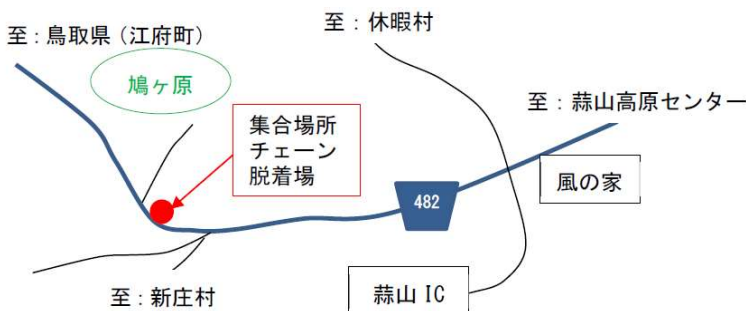 至：休暇村
至：鳥取県（江府町）
鳩ヶ原
至：蒜山高原センター
集合場所
チェーン
脱着場
風の家
482
至：新庄村
蒜山 IC